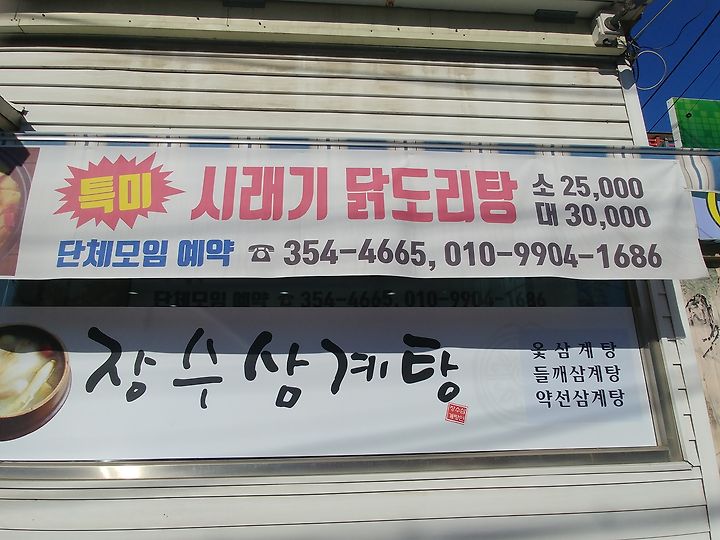 특미 시래기 닭도리탕 소 25,000
대 30,000
단체모임 예약 ☎ 354-4665, 010-9904-1686
단체모임 예약 ☎ 354-4665, 010-9904-1686
장수삼계탕
옻삼계탕
들깨삼계탕
약선삼계탕